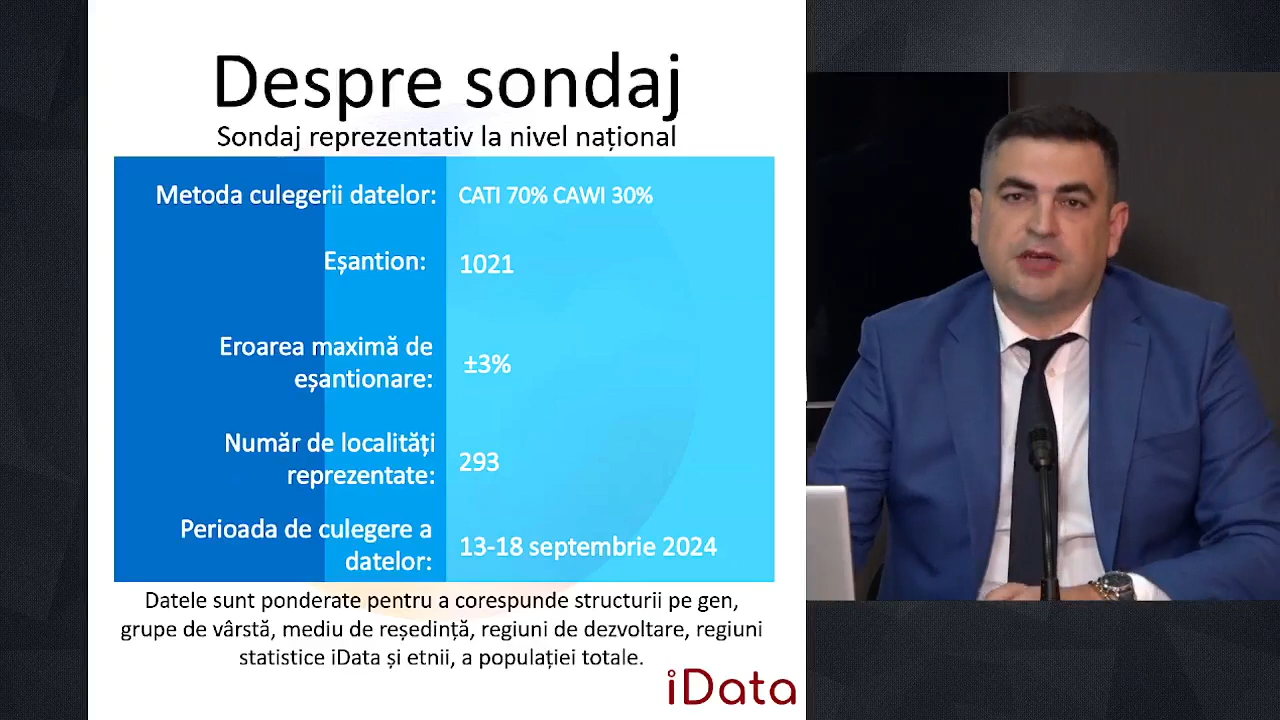 Despre sondaj
Sondaj reprezentativ la nivel național
Metoda culegerii datelor: CATI 70% CAWI 30%
Eșantion: 1021
Eroarea maximă de
eșantionare: ±3%
Număr de localități
reprezentate: 293
Perioada de culegere a
datelor: 13-18 septembrie 2024
Datele sunt ponderate pentru a corespunde structurii pe gen,
grupe de vârstă, mediu de reședință, regiuni de dezvoltare, regiuni
statistice iData și etnii, a populației totale.
iData